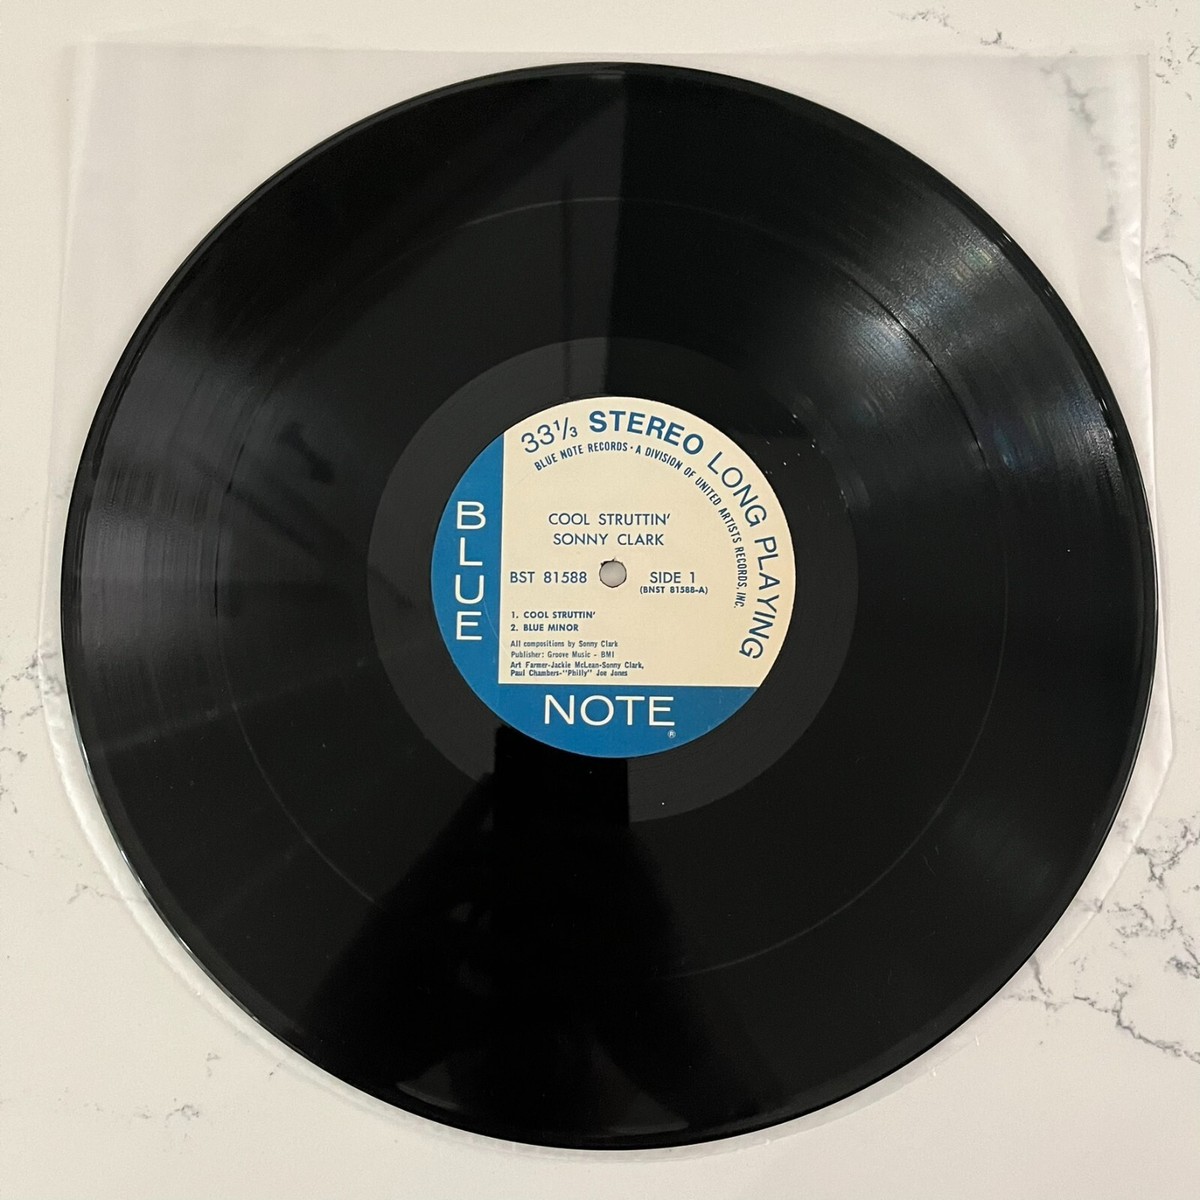 33⅓ STEREO LONG PLAYING
BLUE NOTE RECORDS · A DIVISION OF UNITED ARTISTS RECORDS, INC.
COOL STRUTTIN'
SONNY CLARK
BST 81588 SIDE 1
(BNST 81588-A)
1. COOL STRUTTIN'
2. BLUE MINOR
All compositions by Sonny Clark
Publisher: Groove Music - BMI
Art Farmer-Jackie McLean-Sonny Clark,
Paul Chambers-"Philly" Joe Jones
BLUE
NOTE
®